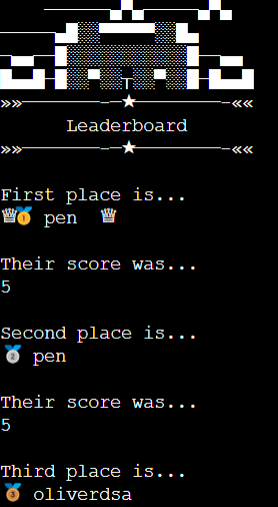 »»————--—★———————-««
Leaderboard
»»————--—★———————-««
First place is...
♕🥇 pen ♕
Their score was...
5
Second place is...
🥈 pen
Their score was...
5
Third place is...
🥉 oliverdsa